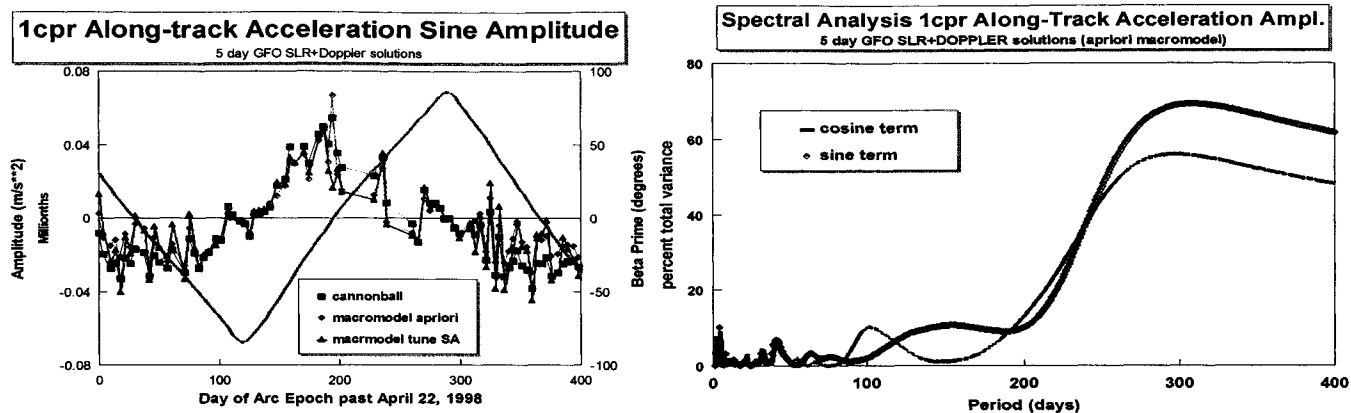 1cpr Along-track Acceleration Sine Amplitude
5 day GFO SLR+Doppler solutions
Amplitude (m/s**2)
Millionths
0.08
0.04
0
-0.04
-0.08
100
50
0
-50
-100
Beta Prime (degrees)
cannonball
macromodel apriori
macrmodel tune SA
0
100
200
300
400
Day of Arc Epoch past April 22, 1998
Spectral Analysis 1cpr Along-Track Acceleration Ampl.
5 day GFO SLR+DOPPLER solutions (apriori macromodel)
percent total variance
80
60
40
20
0
cosine term
sine term
0
100
200
300
400
Period (days)